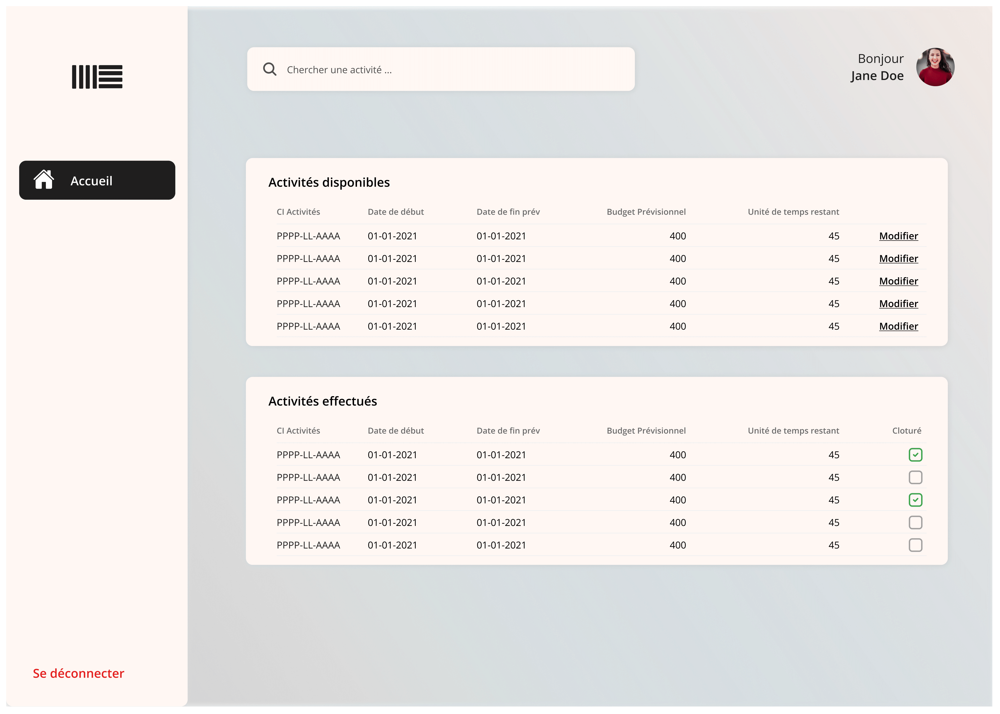 Chercher une activité ...
Bonjour
Jane Doe
Accueil
Activités disponibles
CI Activités Date de début Date de fin prév Budget Prévisionnel Unité de temps restant
PPPP-LL-AAAA 01-01-2021 01-01-2021 400 45 Modifier
PPPP-LL-AAAA 01-01-2021 01-01-2021 400 45 Modifier
PPPP-LL-AAAA 01-01-2021 01-01-2021 400 45 Modifier
PPPP-LL-AAAA 01-01-2021 01-01-2021 400 45 Modifier
PPPP-LL-AAAA 01-01-2021 01-01-2021 400 45 Modifier
Activités effectués
CI Activités Date de début Date de fin prév Budget Prévisionnel Unité de temps restant Cloturé
PPPP-LL-AAAA 01-01-2021 01-01-2021 400 45
PPPP-LL-AAAA 01-01-2021 01-01-2021 400 45
PPPP-LL-AAAA 01-01-2021 01-01-2021 400 45
PPPP-LL-AAAA 01-01-2021 01-01-2021 400 45
PPPP-LL-AAAA 01-01-2021 01-01-2021 400 45
Se déconnecter